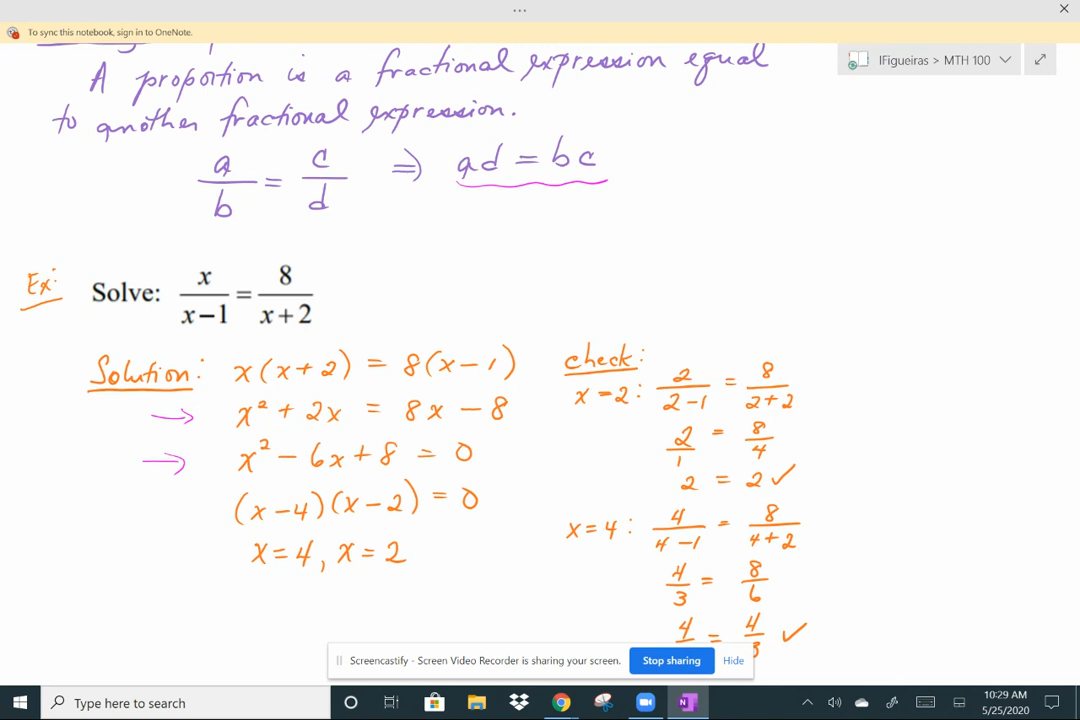 To sync this notebook, sign in to OneNote.
A proportion is a fractional expression equal
to another fractional expression.
a/b = c/d ⇒ ad = bc
IFigueiras > MTH 100
Ex:
Solve: x/(x−1) = 8/(x+2)
Solution: x(x+2) = 8(x−1)
→ x² + 2x = 8x − 8
→ x² − 6x + 8 = 0
(x−4)(x−2) = 0
x=4, x=2
check:
x=2: 2/(2−1) = 8/(2+2)
2/1 = 8/4
2 = 2 ✓
x=4: 4/(4−1) = 8/(4+2)
4/3 = 8/6
4 = 4/3 ✓
Screencastify - Screen Video Recorder is sharing your screen.
Stop sharing
Hide
Type here to search
10:29 AM
5/25/2020